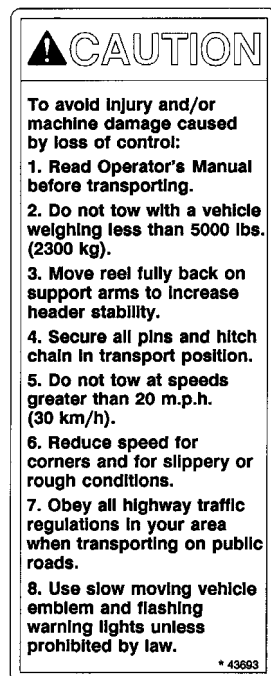 CAUTION
To avoid injury and/or
machine damage caused
by loss of control:
1. Read Operator's Manual
before transporting.
2. Do not tow with a vehicle
weighing less than 5000 lbs.
(2300 kg).
3. Move reel fully back on
support arms to increase
header stability.
4. Secure all pins and hitch
chain in transport position.
5. Do not tow at speeds
greater than 20 m.p.h.
(30 km/h).
6. Reduce speed for
corners and for slippery or
rough conditions.
7. Obey all highway traffic
regulations in your area
when transporting on public
roads.
8. Use slow moving vehicle
emblem and flashing
warning lights unless
prohibited by law.
* 43693